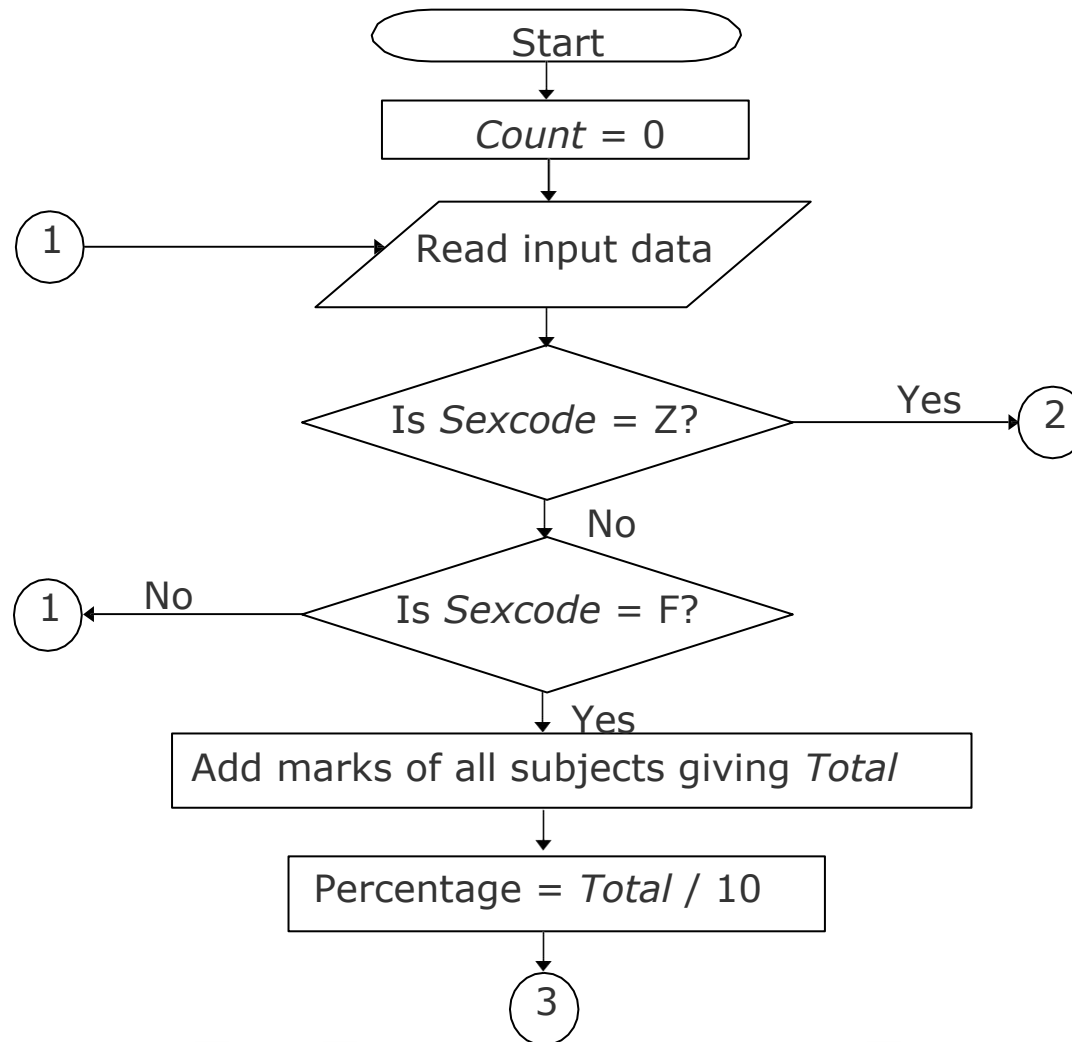 Start
Count = 0
1
Read input data
Is Sexcode = Z?
Yes
2
No
Is Sexcode = F?
No
1
Yes
Add marks of all subjects giving Total
Percentage = Total / 10
3